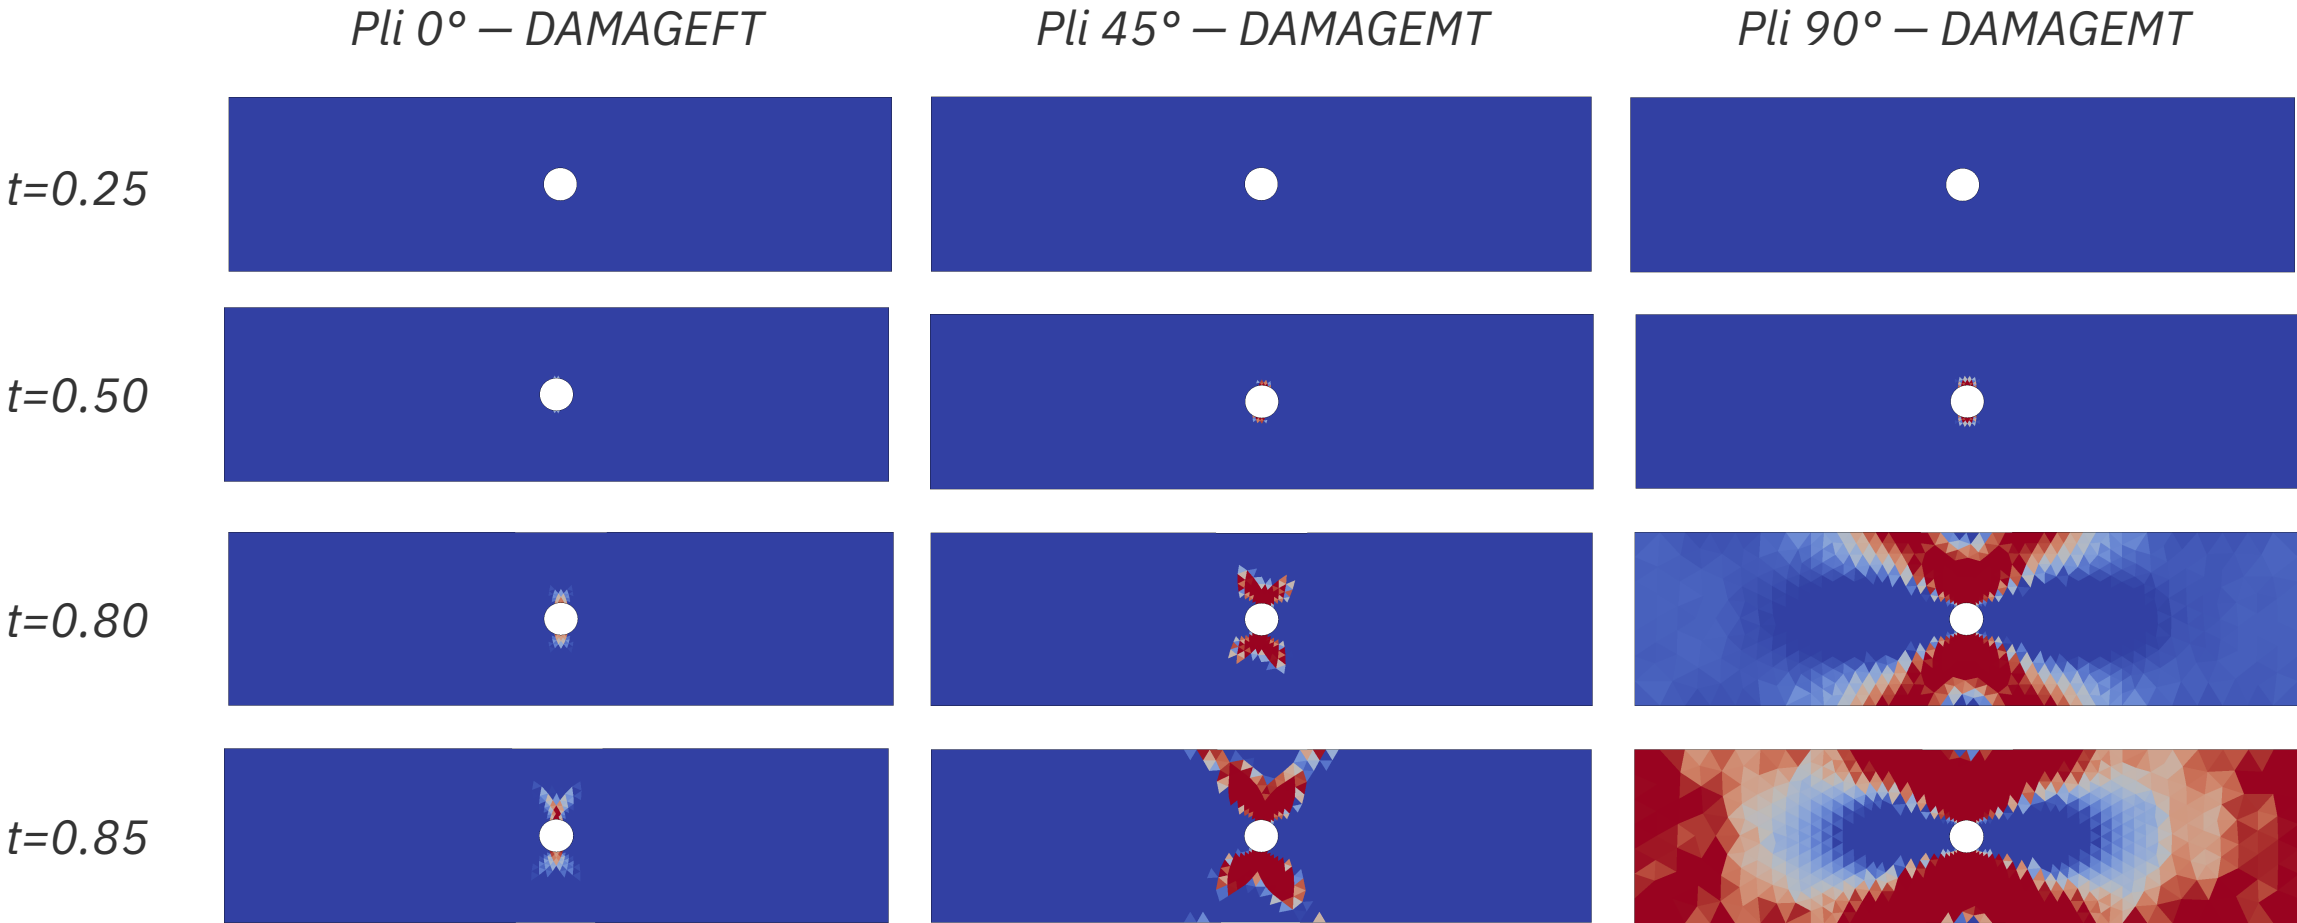 Pli 0° — DAMAGEFT
Pli 45° — DAMAGEMT
Pli 90° — DAMAGEMT
t=0.25
t=0.50
t=0.80
t=0.85